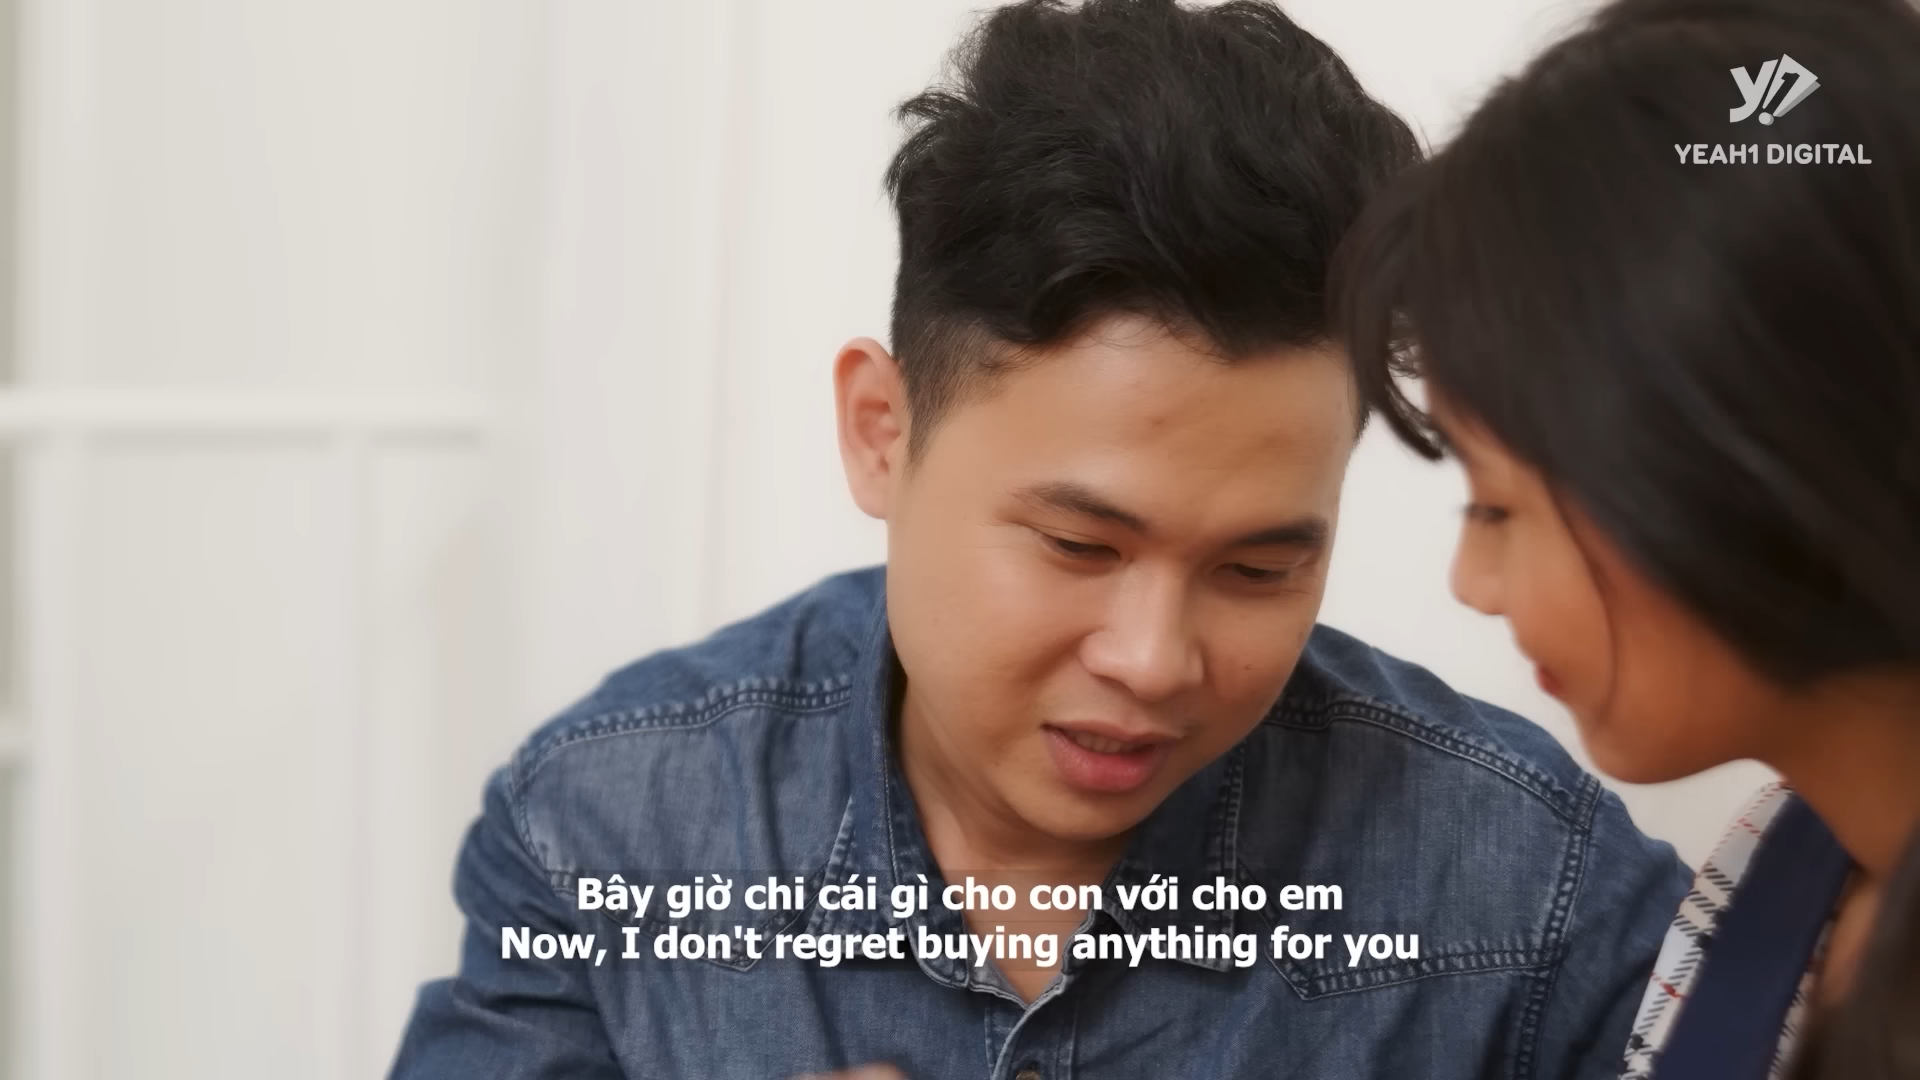 YEAH1 DIGITAL
Bây giờ chi cái gì cho con với cho em
Now, I don't regret buying anything for you